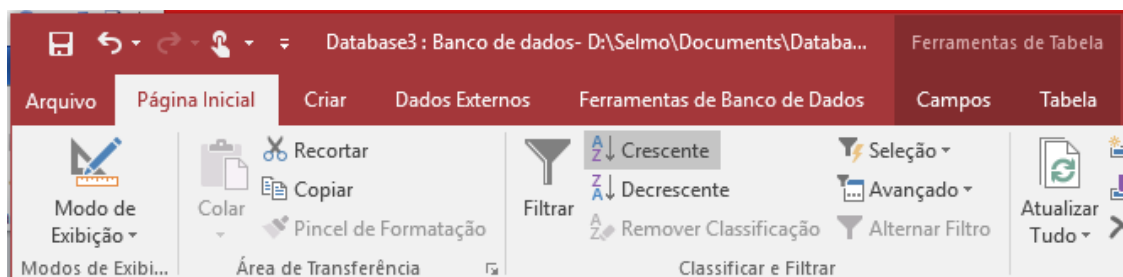 Database3 : Banco de dados- D:\Selmo\Documents\Databa...
Ferramentas de Tabela
Arquivo
Página Inicial
Criar
Dados Externos
Ferramentas de Banco de Dados
Campos
Tabela
Modo de
Exibição
Modos de Exibi...
Colar
Recortar
Copiar
Pincel de Formatação
Área de Transferência
Filtrar
Crescente
Decrescente
Remover Classificação
Seleção
Avançado
Alternar Filtro
Classificar e Filtrar
Atualizar
Tudo